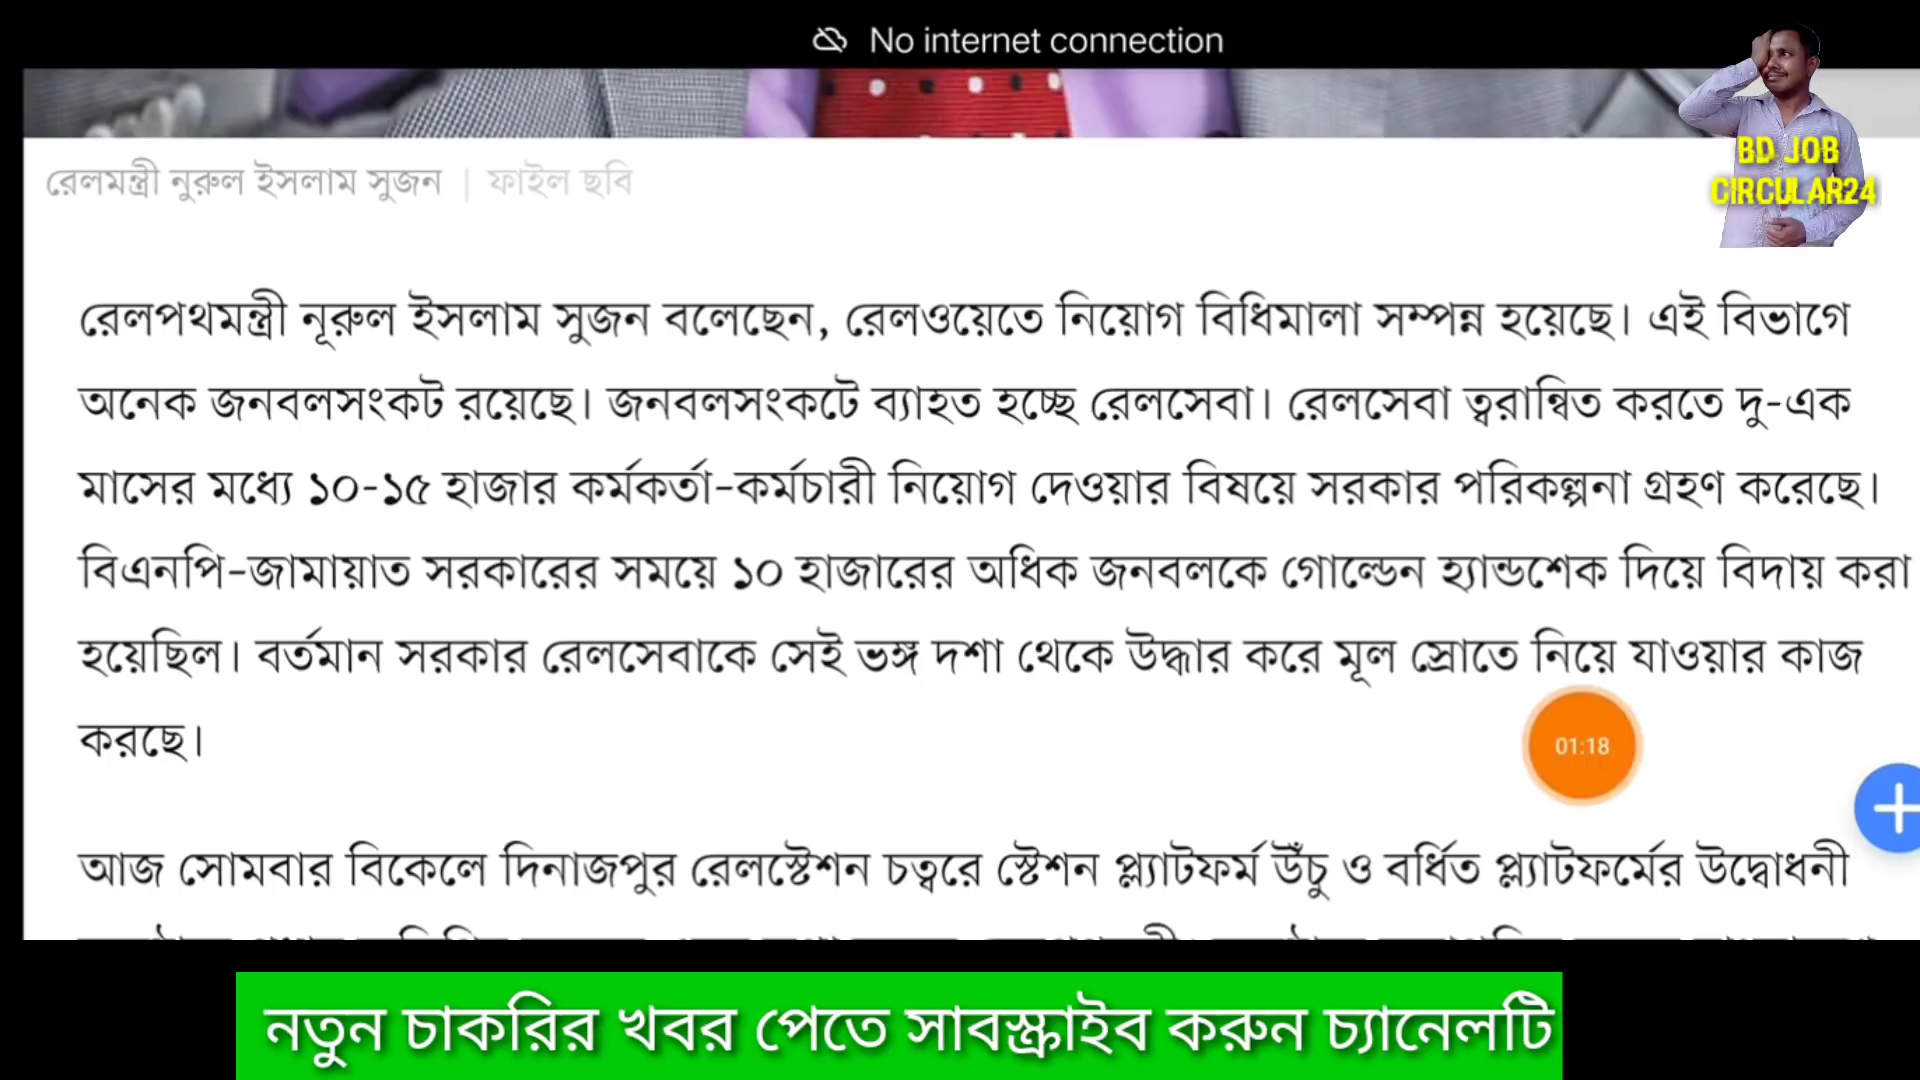 No internet connection
BD JOB
CIRCULAR24
রেলমন্ত্রী নুরুল ইসলাম সুজন | ফাইল ছবি
রেলপথমন্ত্রী নূরুল ইসলাম সুজন বলেছেন, রেলওয়েতে নিয়োগ বিধিমালা সম্পন্ন হয়েছে। এই বিভাগে
অনেক জনবলসংকট রয়েছে। জনবলসংকটে ব্যাহত হচ্ছে রেলসেবা। রেলসেবা ত্বরান্বিত করতে দু-এক
মাসের মধ্যে ১০-১৫ হাজার কর্মকর্তা-কর্মচারী নিয়োগ দেওয়ার বিষয়ে সরকার পরিকল্পনা গ্রহণ করেছে।
বিএনপি-জামায়াত সরকারের সময়ে ১০ হাজারের অধিক জনবলকে গোল্ডেন হ্যান্ডশেক দিয়ে বিদায় করা
হয়েছিল। বর্তমান সরকার রেলসেবাকে সেই ভঙ্গ দশা থেকে উদ্ধার করে মূল স্রোতে নিয়ে যাওয়ার কাজ
করছে।
01:18
আজ সোমবার বিকেলে দিনাজপুর রেলস্টেশন চত্বরে স্টেশন প্ল্যাটফর্ম উঁচু ও বর্ধিত প্ল্যাটফর্মের উদ্বোধনী
নতুন চাকরির খবর পেতে সাবস্ক্রাইব করুন চ্যানেলটি